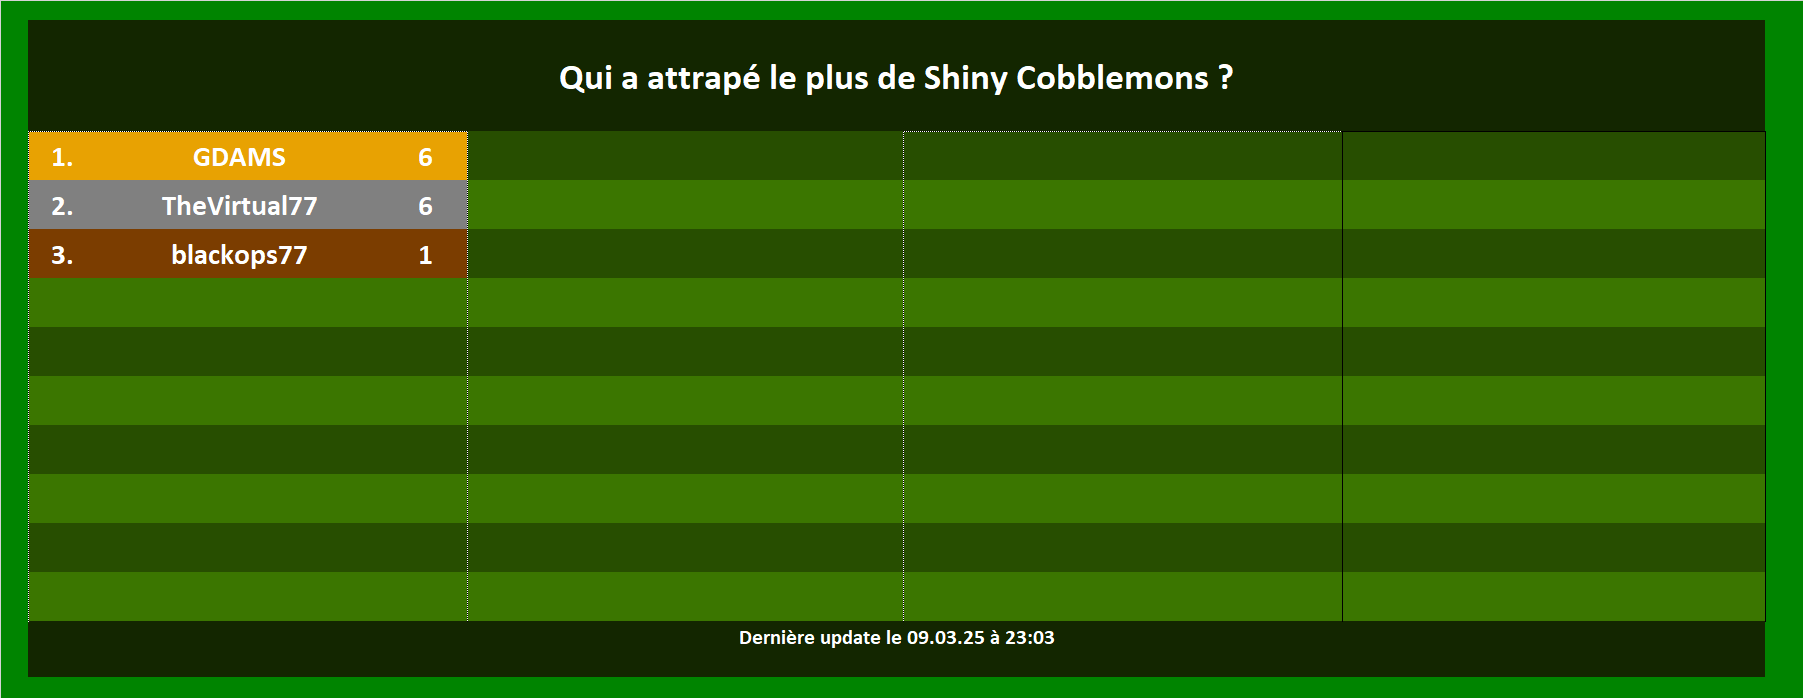 Qui a attrapé le plus de Shiny Cobblemons ?
1. GDAMS 6
2. TheVirtual77 6
3. blackops77 1
Dernière update le 09.03.25 à 23:03